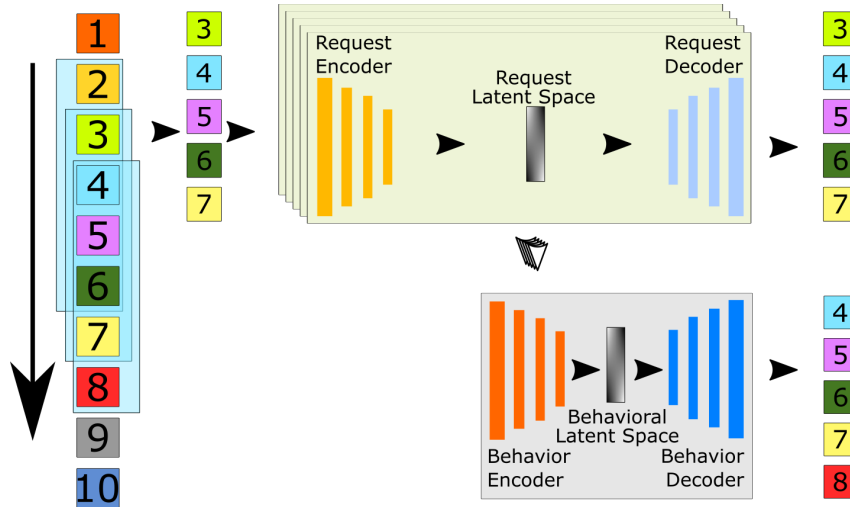 1
2
3
4
5
6
7
8
9
10
3
4
5
6
7
Request
Encoder
Request
Latent Space
Request
Decoder
3
4
5
6
7
Behavioral
Latent Space
Behavior
Encoder
Behavior
Decoder
4
5
6
7
8